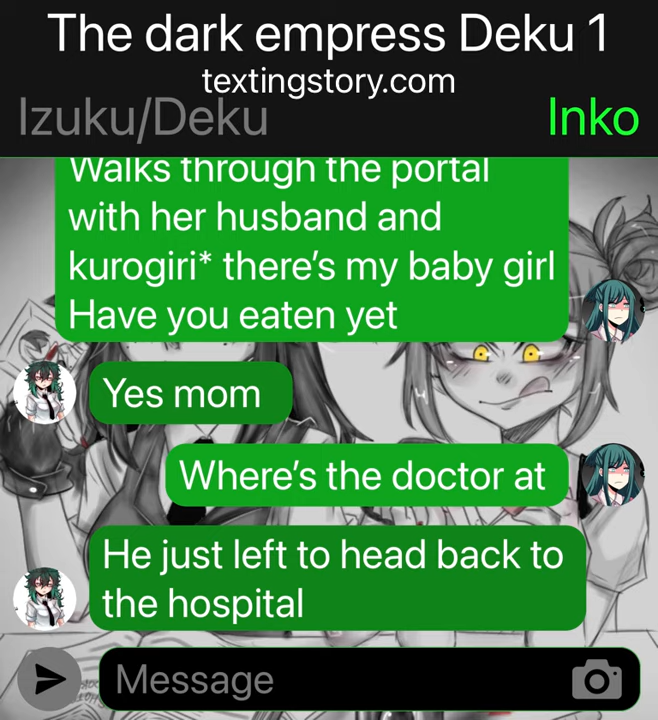 The dark empress Deku 1
textingstory.com
Izuku/Deku
Inko
Walks through the portal
with her husband and
kurogiri* there's my baby girl
Have you eaten yet
Yes mom
Where's the doctor at
He just left to head back to
the hospital
Message